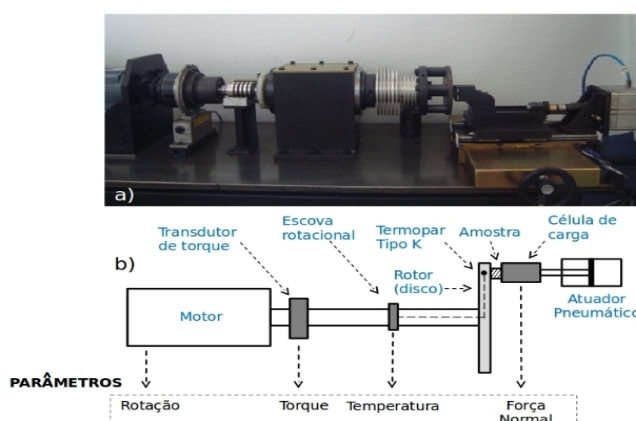 a)
Transdutor
de torque
Escova
rotacional
Termopar
Tipo K
Amostra
Célula de
carga
b)
Rotor
(disco)
Motor
Atuador
Pneumático
PARÂMETROS
Rotação
Torque
Temperatura
Força
Normal